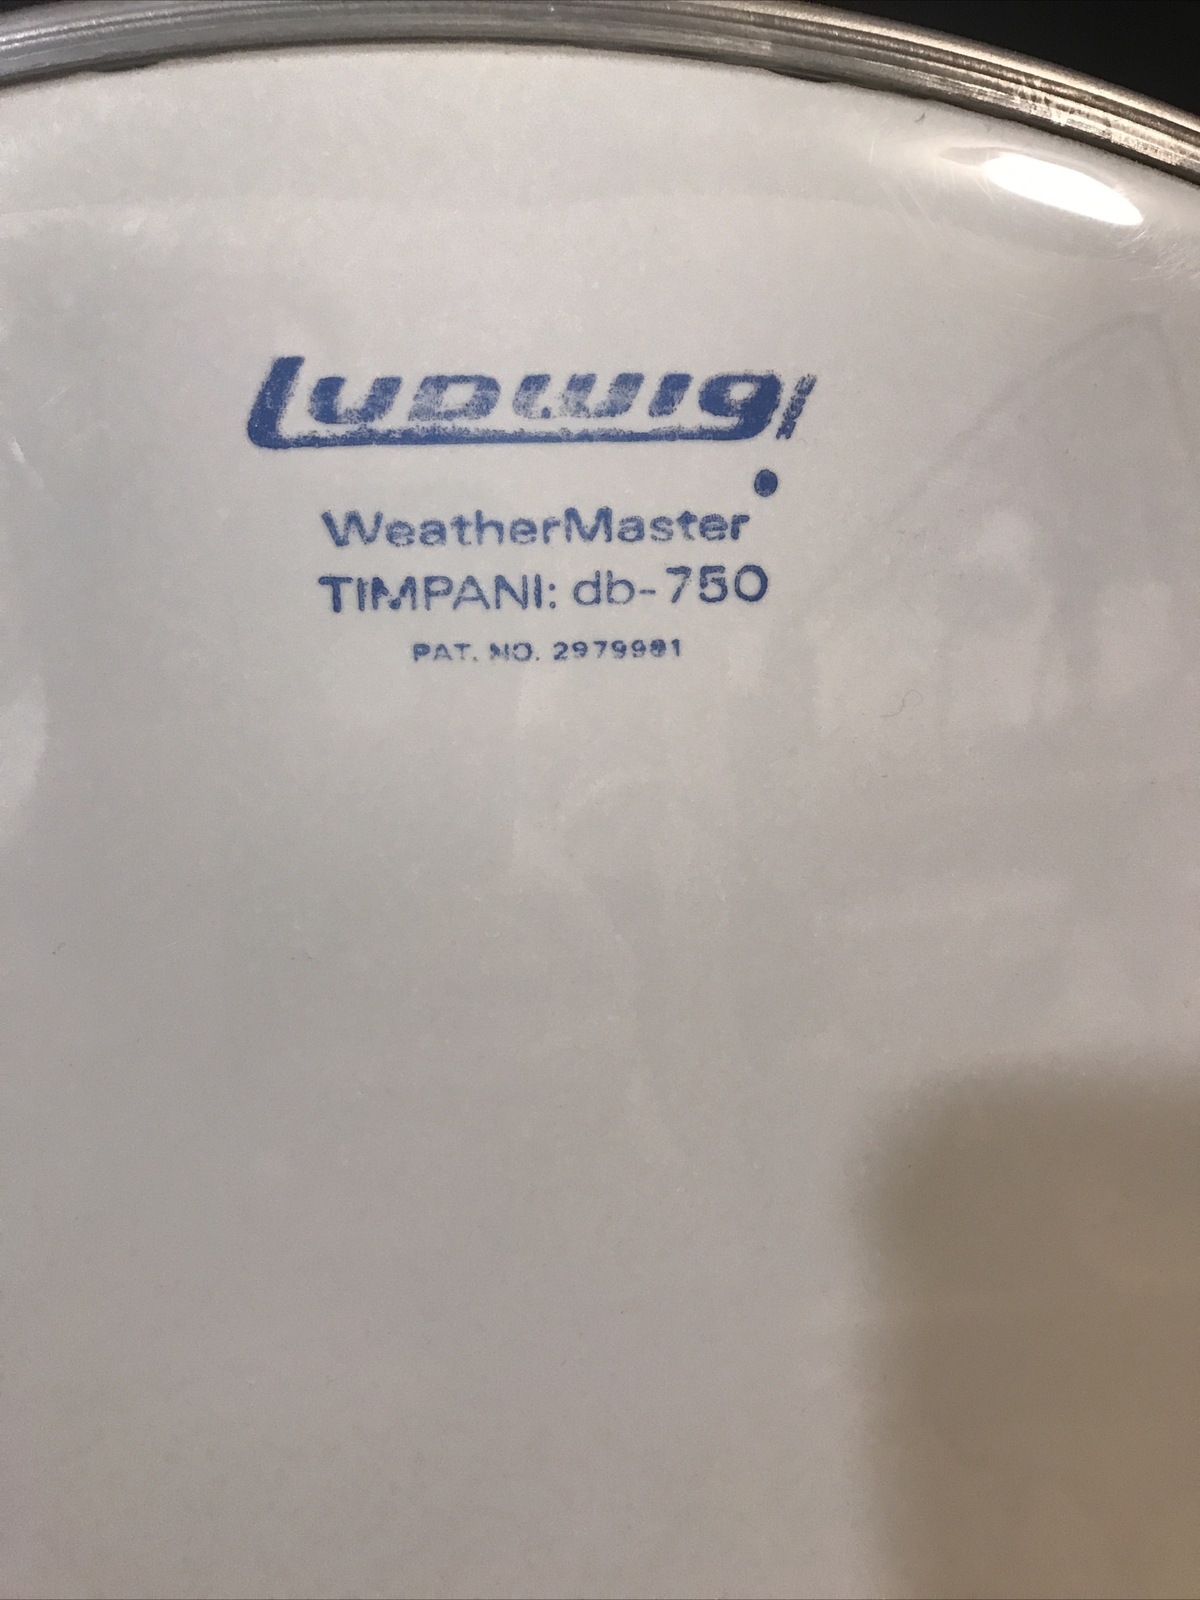 Ludwig
WeatherMaster
TIMPANI: db-750
PAT. NO. 2979981